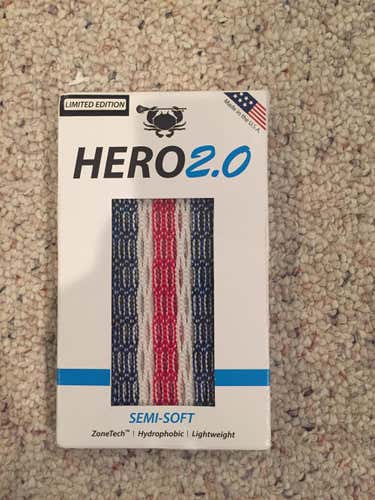 LIMITED EDITION
Made in the U.S.A.
HERO2.0
SEMI-SOFT
ZoneTech™ | Hydrophobic | Lightweight